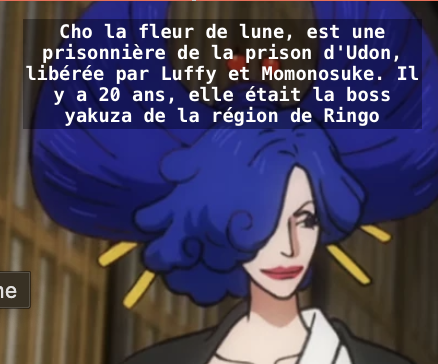 Cho la fleur de lune, est une
prisonnière de la prison d'Udon,
libérée par Luffy et Momonosuke. Il
y a 20 ans, elle était la boss
yakuza de la région de Ringo
ne